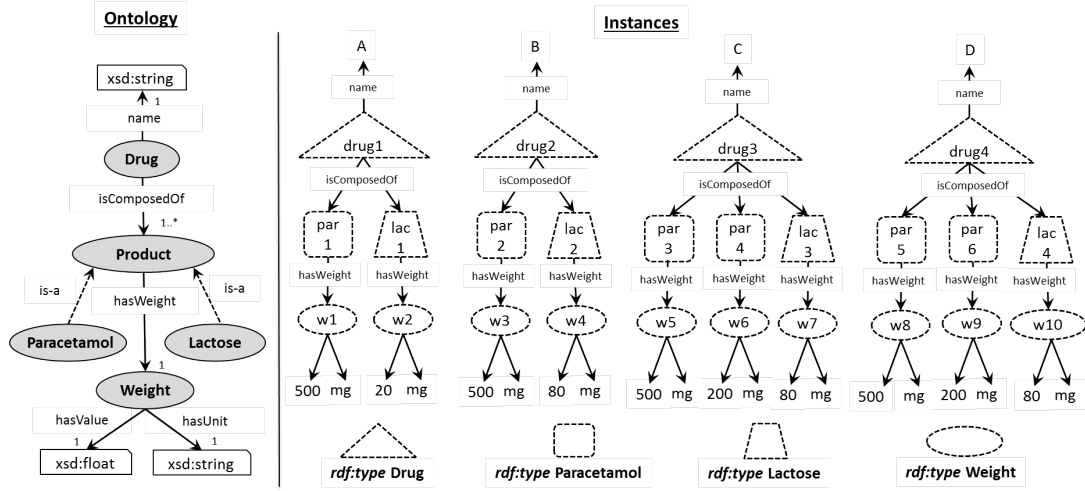 Ontology
xsd:string
1
name
Drug
isComposedOf
1..*
Product
is-a
hasWeight
is-a
Paracetamol
Lactose
1
Weight
hasValue
hasUnit
1
1
xsd:float
xsd:string
Instances
A
B
C
D
name
name
name
name
drug1
drug2
drug3
drug4
isComposedOf
isComposedOf
isComposedOf
isComposedOf
par 1
lac 1
par 2
lac 2
par 3
par 4
lac 3
par 5
par 6
lac 4
hasWeight
hasWeight
hasWeight
hasWeight
hasWeight
hasWeight
hasWeight
hasWeight
hasWeight
hasWeight
w1
w2
w3
w4
w5
w6
w7
w8
w9
w10
500 mg
20 mg
500 mg
80 mg
500 mg
200 mg
80 mg
500 mg
200 mg
80 mg
rdf:type Drug
rdf:type Paracetamol
rdf:type Lactose
rdf:type Weight